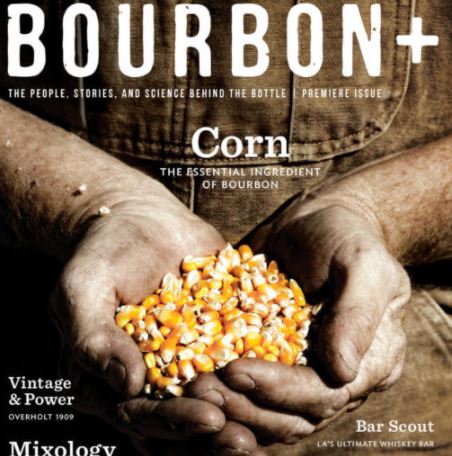 BOURBON+
THE PEOPLE, STORIES, AND SCIENCE BEHIND THE BOTTLE | PREMIERE ISSUE
Corn
THE ESSENTIAL INGREDIENT
OF BOURBON
Vintage
& Power
OVERHOLT 1909
Mixology
Bar Scout
LA'S ULTIMATE WHISKEY BAR